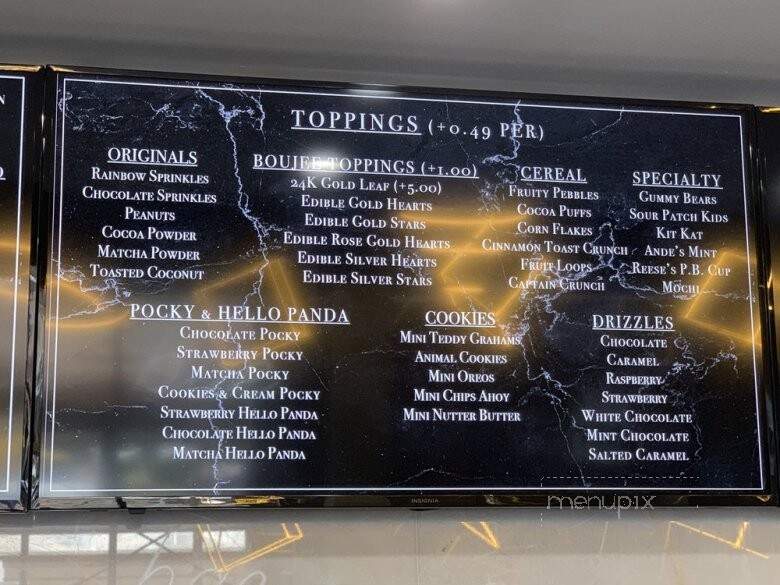 TOPPINGS (+0.49 PER)
ORIGINALS
RAINBOW SPRINKLES
CHOCOLATE SPRINKLES
PEANUTS
COCOA POWDER
MATCHA POWDER
TOASTED COCONUT
BOUJEE TOPPINGS (+1.00)
24K GOLD LEAF (+5.00)
EDIBLE GOLD HEARTS
EDIBLE GOLD STARS
EDIBLE ROSE GOLD HEARTS
EDIBLE SILVER HEARTS
EDIBLE SILVER STARS
CEREAL
FRUITY PEBBLES
COCOA PUFFS
CORN FLAKES
CINNAMON TOAST CRUNCH
FRUIT LOOPS
CAPTAIN CRUNCH
SPECIALTY
GUMMY BEARS
SOUR PATCH KIDS
KIT KAT
ANDE'S MINT
REESE'S P.B. CUP
MOCHI
POCKY & HELLO PANDA
CHOCOLATE POCKY
STRAWBERRY POCKY
MATCHA POCKY
COOKIES & CREAM POCKY
STRAWBERRY HELLO PANDA
CHOCOLATE HELLO PANDA
MATCHA HELLO PANDA
COOKIES
MINI TEDDY GRAHAMS
ANIMAL COOKIES
MINI OREOS
MINI CHIPS AHOY
MINI NUTTER BUTTER
DRIZZLES
CHOCOLATE
CARAMEL
RASPBERRY
STRAWBERRY
WHITE CHOCOLATE
MINT CHOCOLATE
SALTED CARAMEL
INSIGNIA
menupix